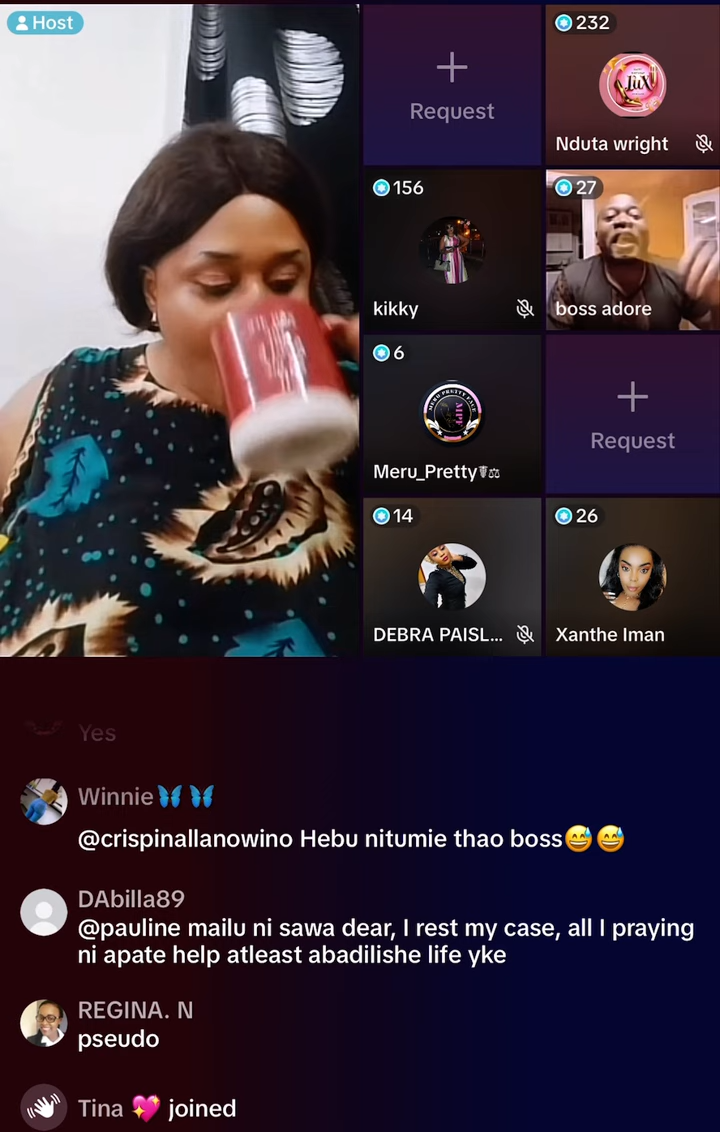 Host
Request
232
Nduta wright
156
kikky
27
boss adore
6
Meru_Pretty☤⚖
Request
14
DEBRA PAISL...
26
Xanthe Iman
Yes
Winnie🦋🦋
@crispinallanowino Hebu nitumie thao boss😅😅
DAbilla89
@pauline mailu ni sawa dear, I rest my case, all I praying
ni apate help atleast abadilishe life yke
REGINA. N
pseudo
Tina 💖 joined